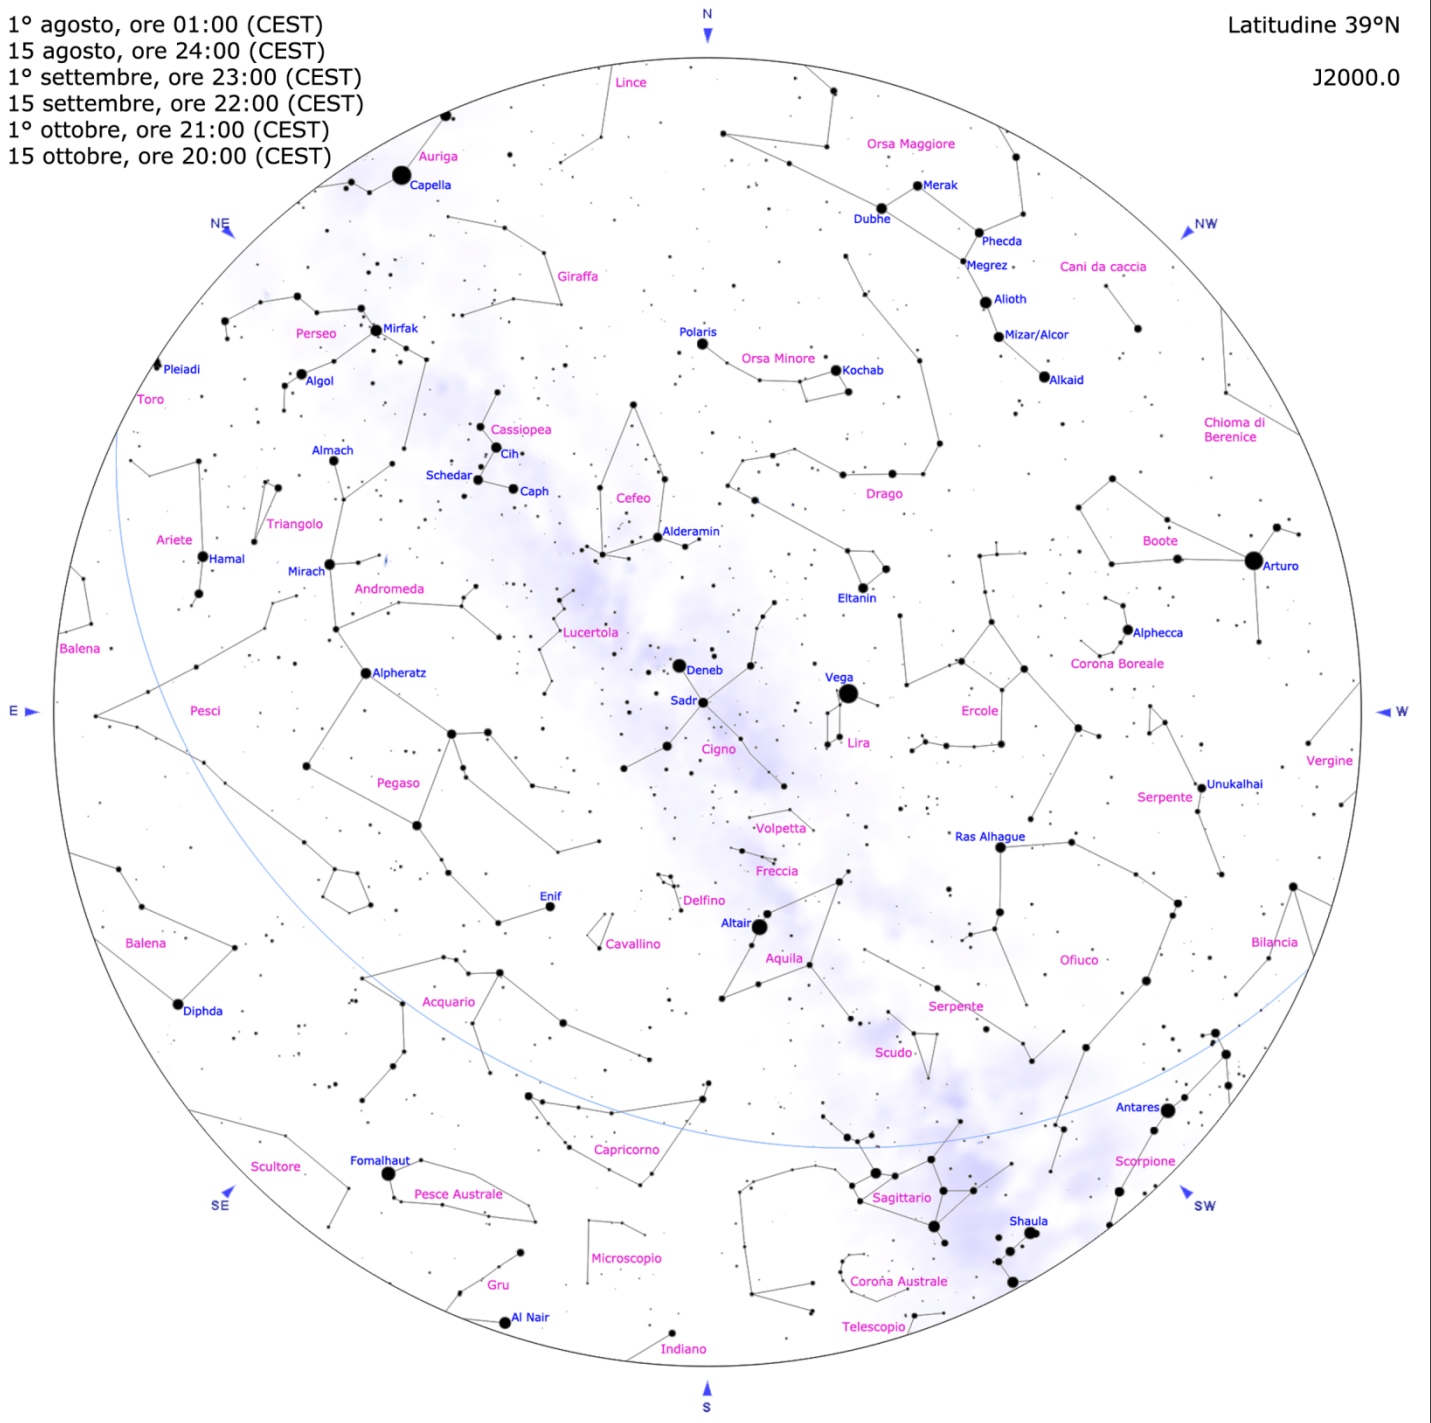 1° agosto, ore 01:00 (CEST)
15 agosto, ore 24:00 (CEST)
1° settembre, ore 23:00 (CEST)
15 settembre, ore 22:00 (CEST)
1° ottobre, ore 21:00 (CEST)
15 ottobre, ore 20:00 (CEST)
N
Latitudine 39°N
J2000.0
Lince
Orsa Maggiore
Auriga
Capella
Merak
Dubhe
NE
NW
Phecda
Megrez
Cani da caccia
Giraffa
Alioth
Perseo
Mirfak
Polaris
Mizar/Alcor
Orsa Minore
Pleiadi
Kochab
Algol
Alkaid
Toro
Chioma di
Berenice
Cassiopea
Almach
Cih
Schedar
Caph
Drago
Cefeo
Triangolo
Alderamin
Ariete
Boote
Hamal
Mirach
Arturo
Andromeda
Eltanin
Lucertola
Alphecca
Balena
Corona Boreale
Alpheratz
Deneb
Vega
Sadr
E
Pesci
Ercole
W
Cigno
Lira
Vergine
Pegaso
Unukalhai
Serpente
Volpetta
Ras Alhague
Freccia
Enif
Delfino
Altair
Balena
Cavallino
Bilancia
Aquila
Ofiuco
Acquario
Serpente
Diphda
Scudo
Antares
Capricorno
Fomalhaut
Scorpione
Scultore
Pesce Australe
Sagittario
SE
SW
Shaula
Microscopio
Gru
Corona Australe
Al Nair
Telescopio
Indiano
S